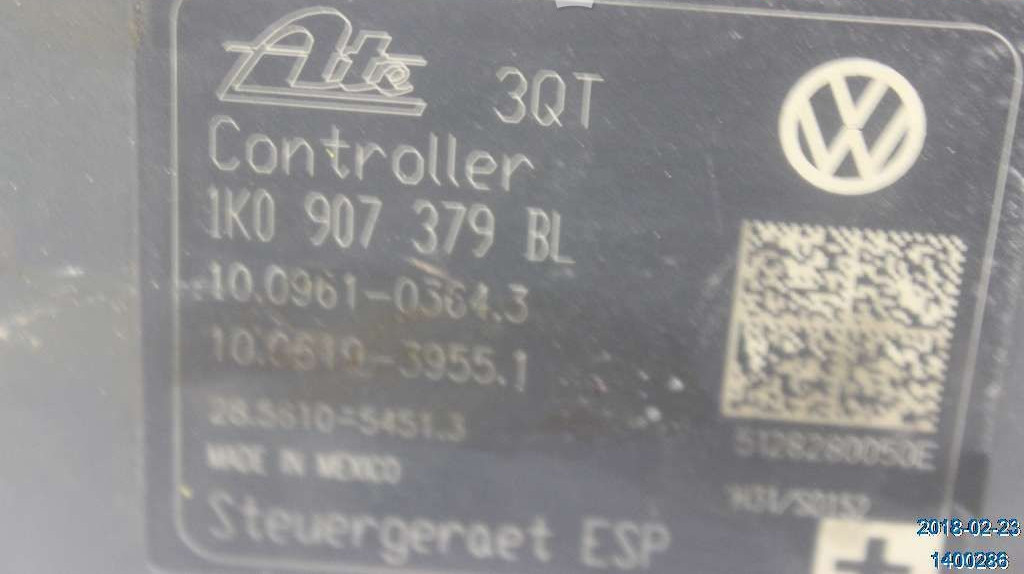 Ate 3QT
Controller
1K0 907 379 BL
10.0961-0364.3
10.0619-3955.1
28.5610-5451.3
MADE IN MEXICO
5128280050E
Steuergeraet ESP
2018-02-23
1400286